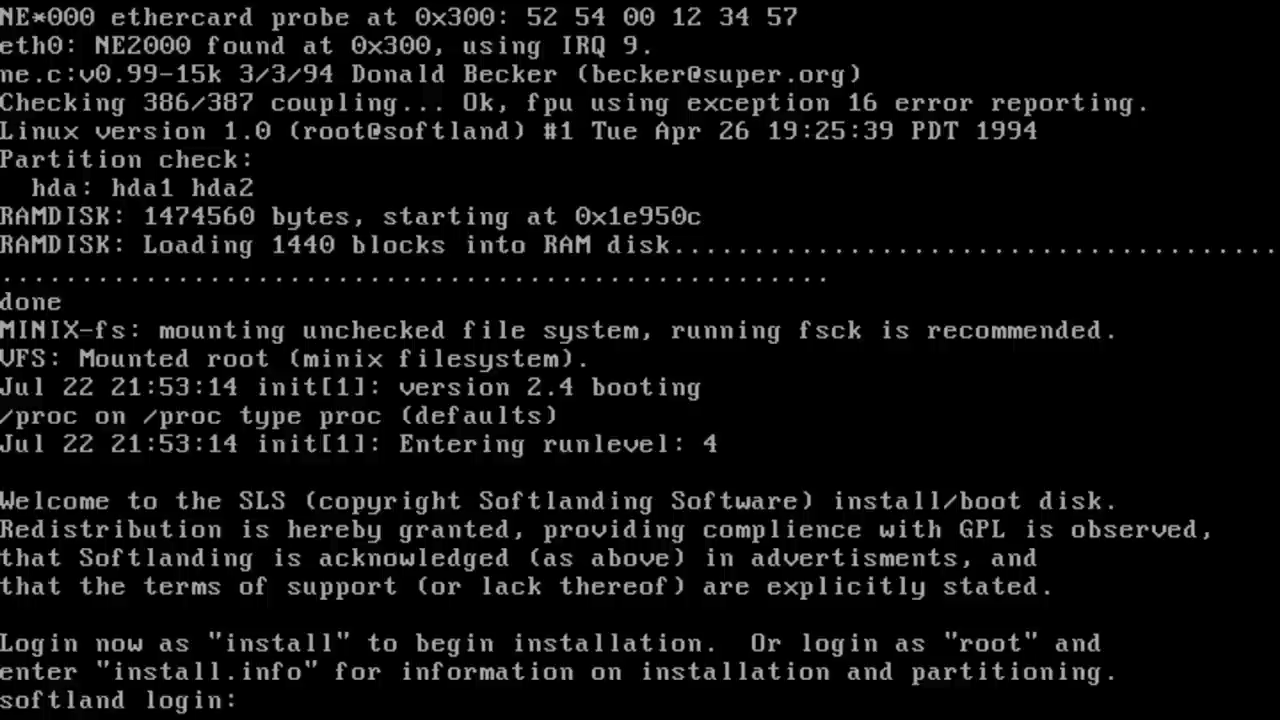 NE*000 ethercard probe at 0x300: 52 54 00 12 34 57
eth0: NE2000 found at 0x300, using IRQ 9.
ne.c:v0.99-15k 3/3/94 Donald Becker (becker@super.org)
Checking 386/387 coupling... Ok, fpu using exception 16 error reporting.
Linux version 1.0 (root@softland) #1 Tue Apr 26 19:25:39 PDT 1994
Partition check:
  hda: hda1 hda2
RAMDISK: 1474560 bytes, starting at 0x1e950c
RAMDISK: Loading 1440 blocks into RAM disk......................................
....................................................
done
MINIX-fs: mounting unchecked file system, running fsck is recommended.
VFS: Mounted root (minix filesystem).
Jul 22 21:53:14 init[1]: version 2.4 booting
/proc on /proc type proc (defaults)
Jul 22 21:53:14 init[1]: Entering runlevel: 4

Welcome to the SLS (copyright Softlanding Software) install/boot disk.
Redistribution is hereby granted, providing complience with GPL is observed,
that Softlanding is acknowledged (as above) in advertisments, and
that the terms of support (or lack thereof) are explicitly stated.

Login now as "install" to begin installation.  Or login as "root" and
enter "install.info" for information on installation and partitioning.
softland login: